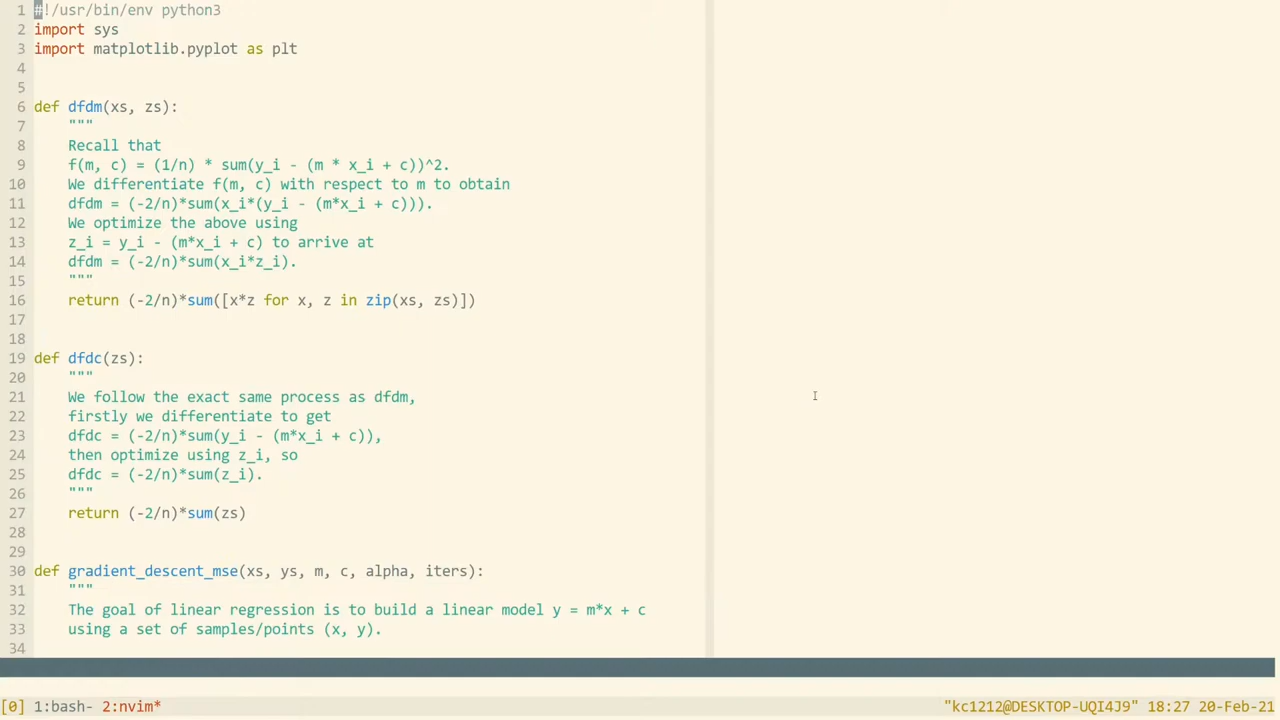 1 #!/usr/bin/env python3
2 import sys
3 import matplotlib.pyplot as plt
4
5
6 def dfdm(xs, zs):
7     """
8     Recall that
9     f(m, c) = (1/n) * sum(y_i - (m * x_i + c))^2.
10     We differentiate f(m, c) with respect to m to obtain
11     dfdm = (-2/n)*sum(x_i*(y_i - (m*x_i + c))).
12     We optimize the above using
13     z_i = y_i - (m*x_i + c) to arrive at
14     dfdm = (-2/n)*sum(x_i*z_i).
15     """
16     return (-2/n)*sum([x*z for x, z in zip(xs, zs)])
17
18
19 def dfdc(zs):
20     """
21     We follow the exact same process as dfdm,
22     firstly we differentiate to get
23     dfdc = (-2/n)*sum(y_i - (m*x_i + c)),
24     then optimize using z_i, so
25     dfdc = (-2/n)*sum(z_i).
26     """
27     return (-2/n)*sum(zs)
28
29
30 def gradient_descent_mse(xs, ys, m, c, alpha, iters):
31     """
32     The goal of linear regression is to build a linear model y = m*x + c
33     using a set of samples/points (x, y).
34
[0] 1:bash- 2:nvim* "kc1212@DESKTOP-UQI4J9" 18:27 20-Feb-21